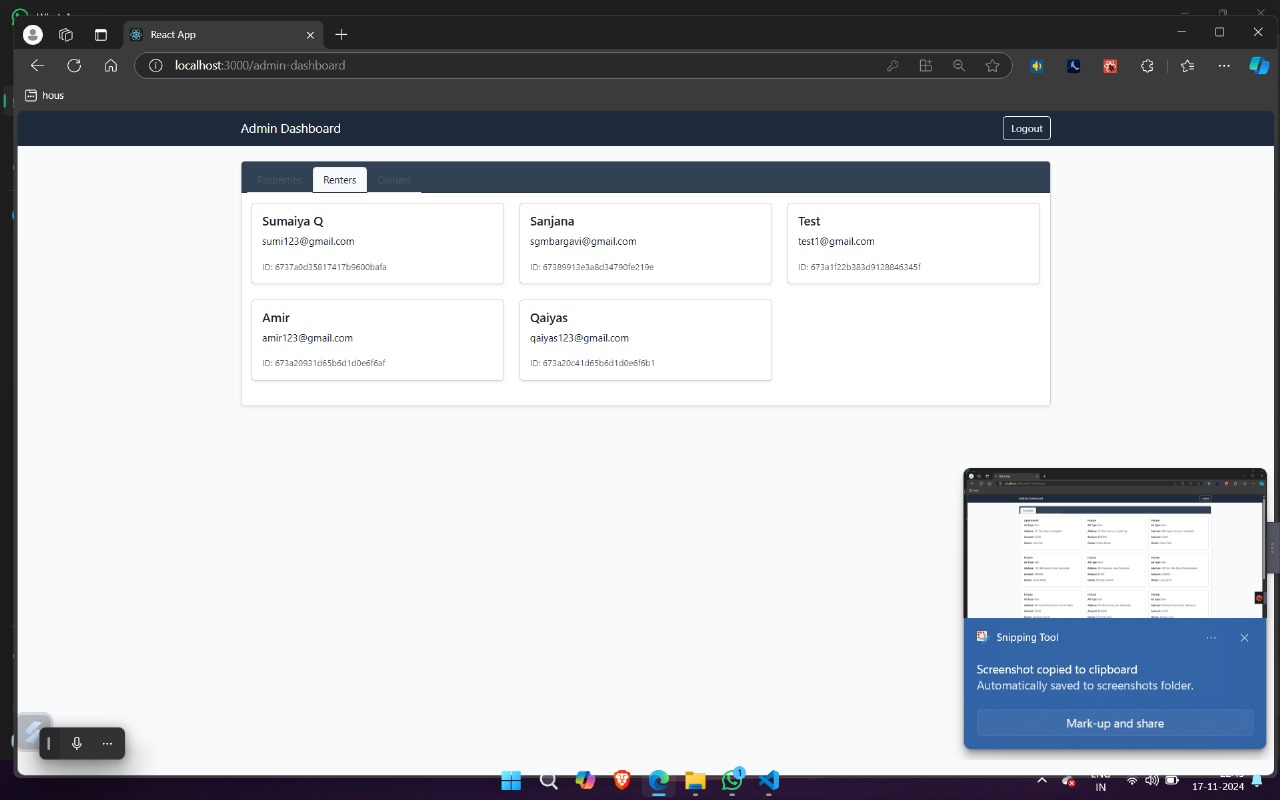 React App
localhost:3000/admin-dashboard
hous
Admin Dashboard
Logout
Properties
Renters
Owners
Sumaiya Q
sumi123@gmail.com
ID: 6737a0d35817417b9600bafa
Sanjana
sgmbargavi@gmail.com
ID: 67389913e3a8d34790fe219e
Test
test1@gmail.com
ID: 673a1f22b383d9128846345f
Amir
amir123@gmail.com
ID: 673a20931d65b6d1d0e6f6af
Qaiyas
qaiyas123@gmail.com
ID: 673a20c41d65b6d1d0e6f6b1
Snipping Tool
Screenshot copied to clipboard
Automatically saved to screenshots folder.
Mark-up and share
1
IN
17-11-2024